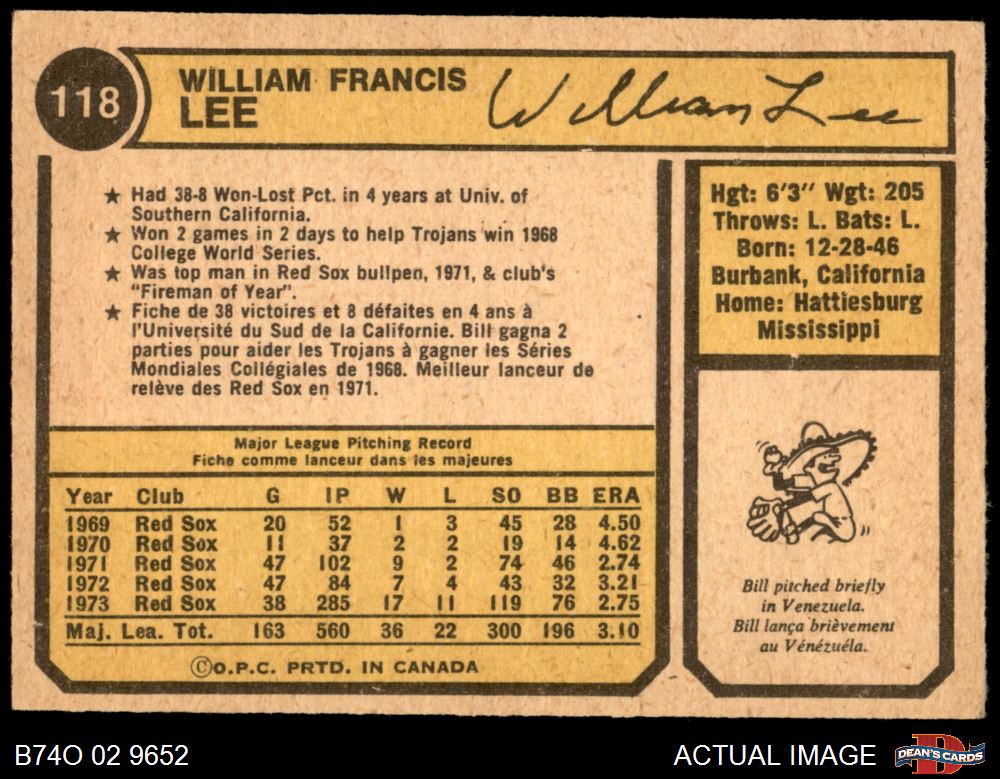 118
WILLIAM FRANCIS
LEE
William Lee
★ Had 38-8 Won-Lost Pct. in 4 years at Univ. of
Southern California.
★ Won 2 games in 2 days to help Trojans win 1968
College World Series.
★ Was top man in Red Sox bullpen, 1971, & club's
"Fireman of Year".
★ Fiche de 38 victoires et 8 défaites en 4 ans à
l'Université du Sud de la Californie. Bill gagna 2
parties pour aider les Trojans à gagner les Séries
Mondiales Collégiales de 1968. Meilleur lanceur de
relève des Red Sox en 1971.
Hgt: 6'3" Wgt: 205
Throws: L. Bats: L.
Born: 12-28-46
Burbank, California
Home: Hattiesburg
Mississippi
Major League Pitching Record
Fiche comme lanceur dans les majeures
Year Club G IP W L SO BB ERA
1969 Red Sox 20 52 1 3 45 28 4.50
1970 Red Sox 11 37 2 2 19 14 4.62
1971 Red Sox 47 102 9 2 74 46 2.74
1972 Red Sox 47 84 7 4 43 32 3.21
1973 Red Sox 38 285 17 11 119 76 2.75
Maj. Lea. Tot. 163 560 36 22 300 196 3.10
©O.P.C. PRTD. IN CANADA
Bill pitched briefly
in Venezuela.
Bill lança brièvement
au Vénézuéla.
B74O 02 9652
ACTUAL IMAGE
D
DEAN'S CARDS